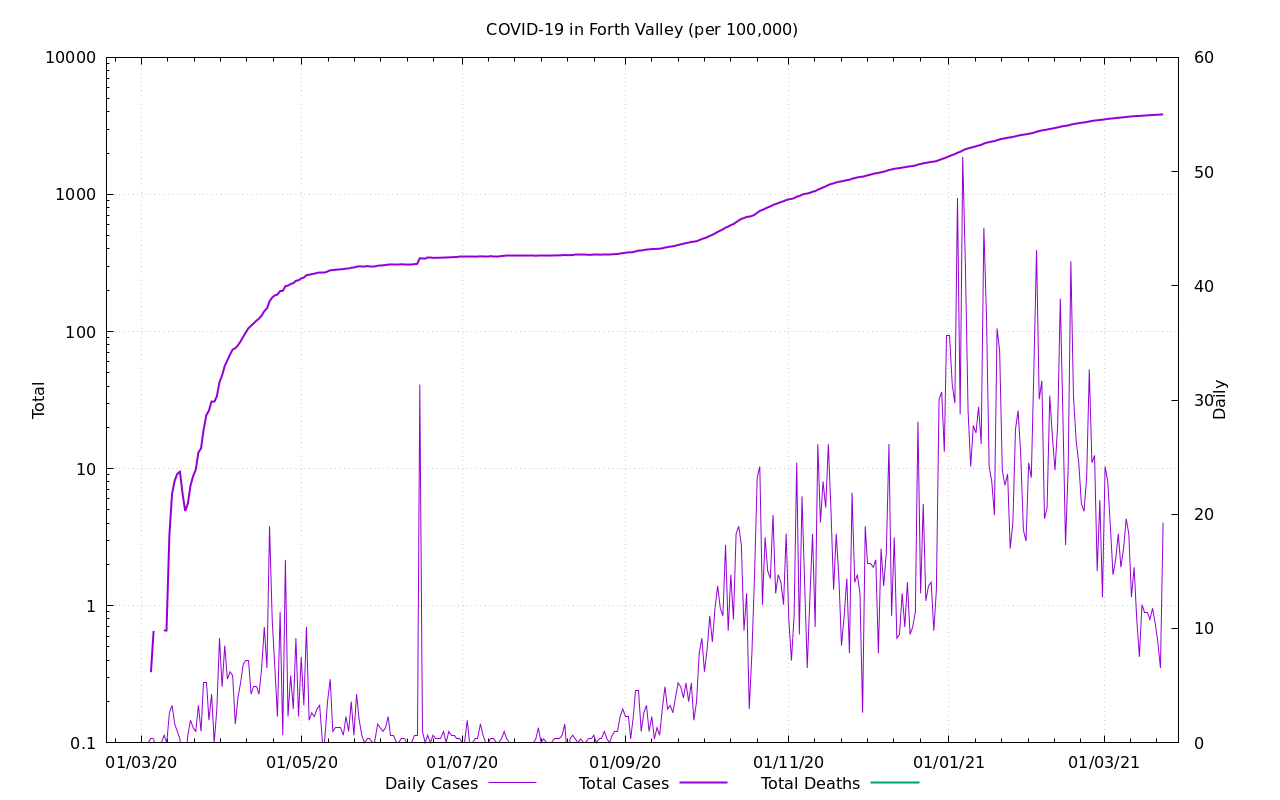 COVID-19 in Forth Valley (per 100,000)
10000
1000
100
10
1
0.1
Total
60
50
40
30
20
10
0
Daily
01/03/20 01/05/20 01/07/20 01/09/20 01/11/20 01/01/21 01/03/21
Daily Cases Total Cases Total Deaths